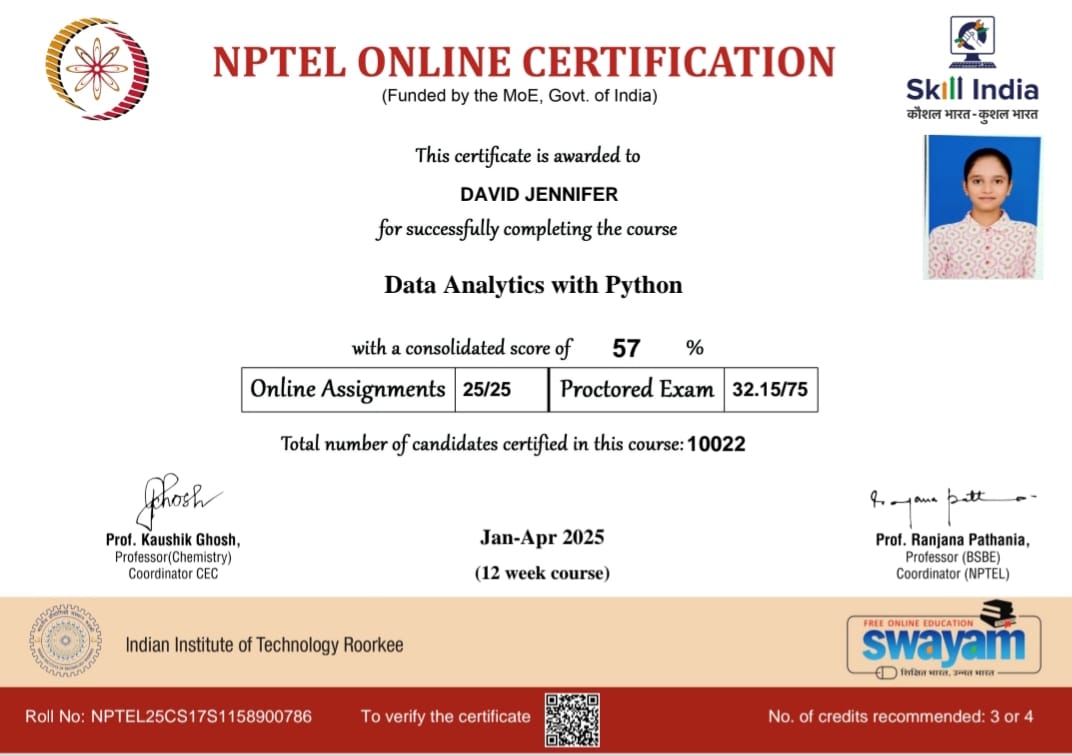 NPTEL ONLINE CERTIFICATION
(Funded by the MoE, Govt. of India)
Skill India
कौशल भारत - कुशल भारत
This certificate is awarded to
DAVID JENNIFER
for successfully completing the course
Data Analytics with Python
with a consolidated score of 57 %
Online Assignments 25/25 Proctored Exam 32.15/75
Total number of candidates certified in this course: 10022
Prof. Kaushik Ghosh,
Professor(Chemistry)
Coordinator CEC
Jan-Apr 2025
(12 week course)
Prof. Ranjana Pathania,
Professor (BSBE)
Coordinator (NPTEL)
Indian Institute of Technology Roorkee
FREE ONLINE EDUCATION
swayam
शिक्षित भारत, उन्नत भारत
Roll No: NPTEL25CS17S1158900786
To verify the certificate
No. of credits recommended: 3 or 4